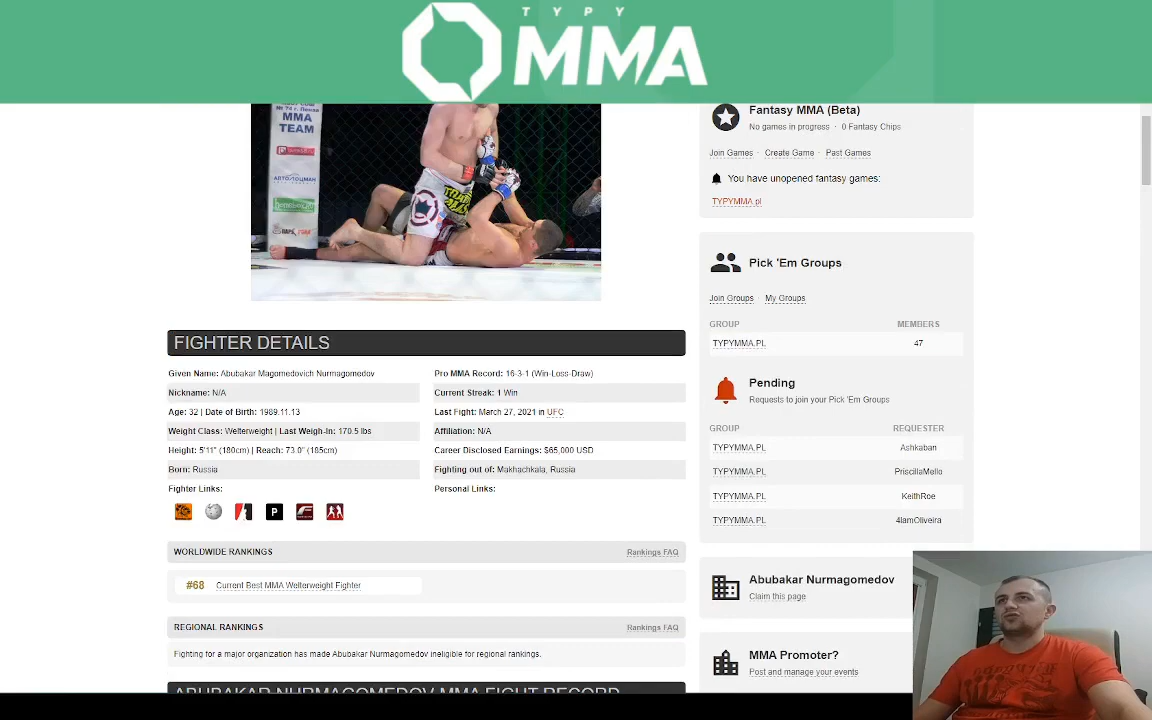 TYPY
MMA
MMA
TEAM
Fantasy MMA (Beta)
No games in progress · 0 Fantasy Chips
Join Games · Create Game · Past Games
You have unopened fantasy games:
TYPYMMA.pl
Pick 'Em Groups
Join Groups · My Groups
GROUP MEMBERS
TYPYMMA.PL 47
Pending
Requests to join your Pick 'Em Groups
GROUP REQUESTER
TYPYMMA.PL Ashkaban
TYPYMMA.PL PriscillaMello
TYPYMMA.PL KeithRoe
TYPYMMA.PL 4IamOliveira
FIGHTER DETAILS
Given Name: Abubakar Magomedovich Nurmagomedov
Pro MMA Record: 16-3-1 (Win-Loss-Draw)
Nickname: N/A
Current Streak: 1 Win
Age: 32 | Date of Birth: 1989.11.13
Last Fight: March 27, 2021 in UFC
Weight Class: Welterweight | Last Weigh-In: 170.5 lbs
Affiliation: N/A
Height: 5'11" (180cm) | Reach: 73.0" (185cm)
Career Disclosed Earnings: $65,000 USD
Born: Russia
Fighting out of: Makhachkala, Russia
Fighter Links:
Personal Links:
WORLDWIDE RANKINGS Rankings FAQ
#68 Current Best MMA Welterweight Fighter
REGIONAL RANKINGS Rankings FAQ
Fighting for a major organization has made Abubakar Nurmagomedov ineligible for regional rankings.
ABUBAKAR NURMAGOMEDOV MMA FIGHT RECORD
Abubakar Nurmagomedov
Claim this page
MMA Promoter?
Post and manage your events